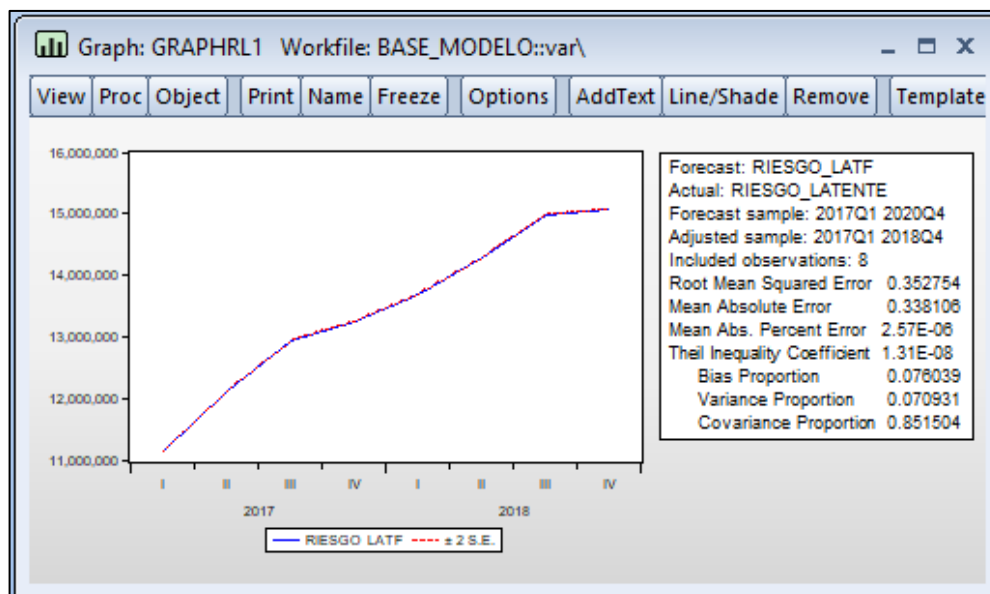 Graph: GRAPHRL1 Workfile: BASE_MODELO::var\
View Proc Object Print Name Freeze Options AddText Line/Shade Remove Template
16,000,000
15,000,000
14,000,000
13,000,000
12,000,000
11,000,000
I II III IV I II III IV
2017 2018
RIESGO LATF ± 2 S.E.
Forecast: RIESGO_LATF
Actual: RIESGO_LATENTE
Forecast sample: 2017Q1 2020Q4
Adjusted sample: 2017Q1 2018Q4
Included observations: 8
Root Mean Squared Error 0.352754
Mean Absolute Error 0.338106
Mean Abs. Percent Error 2.57E-06
Theil Inequality Coefficient 1.31E-08
Bias Proportion 0.076039
Variance Proportion 0.070931
Covariance Proportion 0.851504